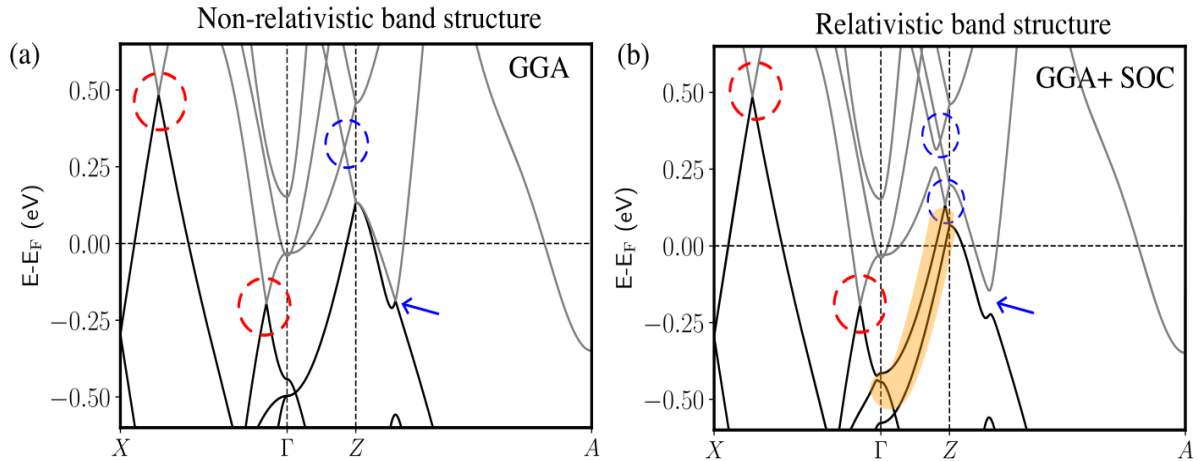 Non-relativistic band structure
(a)
GGA
E-E_F (eV)
0.50
0.25
0.00
−0.25
−0.50
X
Γ
Z
A
Relativistic band structure
(b)
GGA+ SOC
E-E_F (eV)
0.50
0.25
0.00
−0.25
−0.50
X
Γ
Z
A